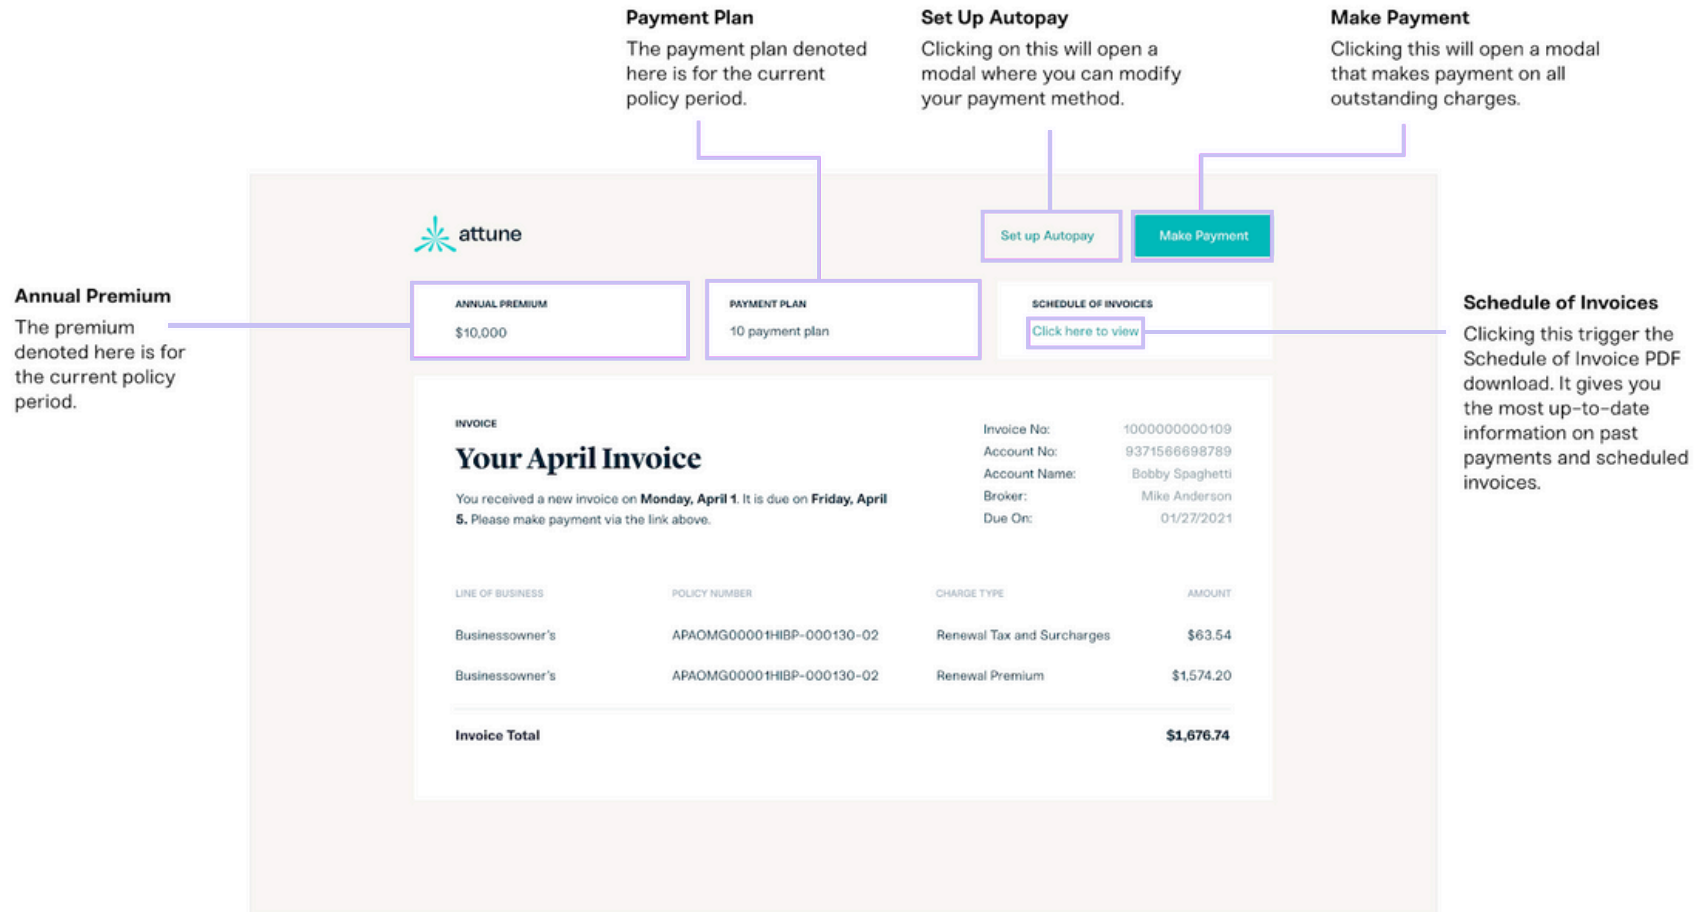 Payment Plan
The payment plan denoted
here is for the current
policy period.
Set Up Autopay
Clicking on this will open a
modal where you can modify
your payment method.
Make Payment
Clicking this will open a modal
that makes payment on all
outstanding charges.
attune
Set up Autopay
Make Payment
Annual Premium
The premium
denoted here is for
the current policy
period.
ANNUAL PREMIUM
$10,000
PAYMENT PLAN
10 payment plan
SCHEDULE OF INVOICES
Click here to view
Schedule of Invoices
Clicking this trigger the
Schedule of Invoice PDF
download. It gives you
the most up-to-date
information on past
payments and scheduled
invoices.
INVOICE
Your April Invoice
You received a new invoice on Monday, April 1. It is due on Friday, April
5. Please make payment via the link above.
Invoice No: 1000000000109
Account No: 9371566698789
Account Name: Bobby Spaghetti
Broker: Mike Anderson
Due On: 01/27/2021
LINE OF BUSINESS POLICY NUMBER CHARGE TYPE AMOUNT
Businessowner's APAOMG00001HIBP-000130-02 Renewal Tax and Surcharges $63.54
Businessowner's APAOMG00001HIBP-000130-02 Renewal Premium $1,574.20
Invoice Total $1,676.74